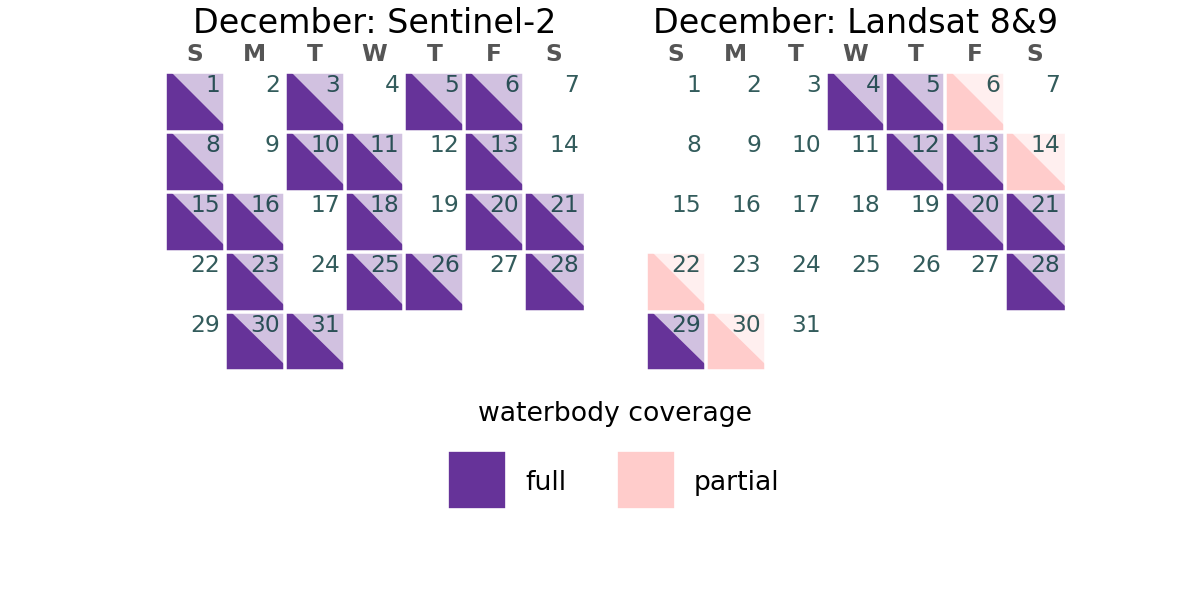 December: Sentinel-2
S M T W T F S
1 2 3 4 5 6 7
8 9 10 11 12 13 14
15 16 17 18 19 20 21
22 23 24 25 26 27 28
29 30 31
December: Landsat 8&9
S M T W T F S
1 2 3 4 5 6 7
8 9 10 11 12 13 14
15 16 17 18 19 20 21
22 23 24 25 26 27 28
29 30 31
waterbody coverage
full partial